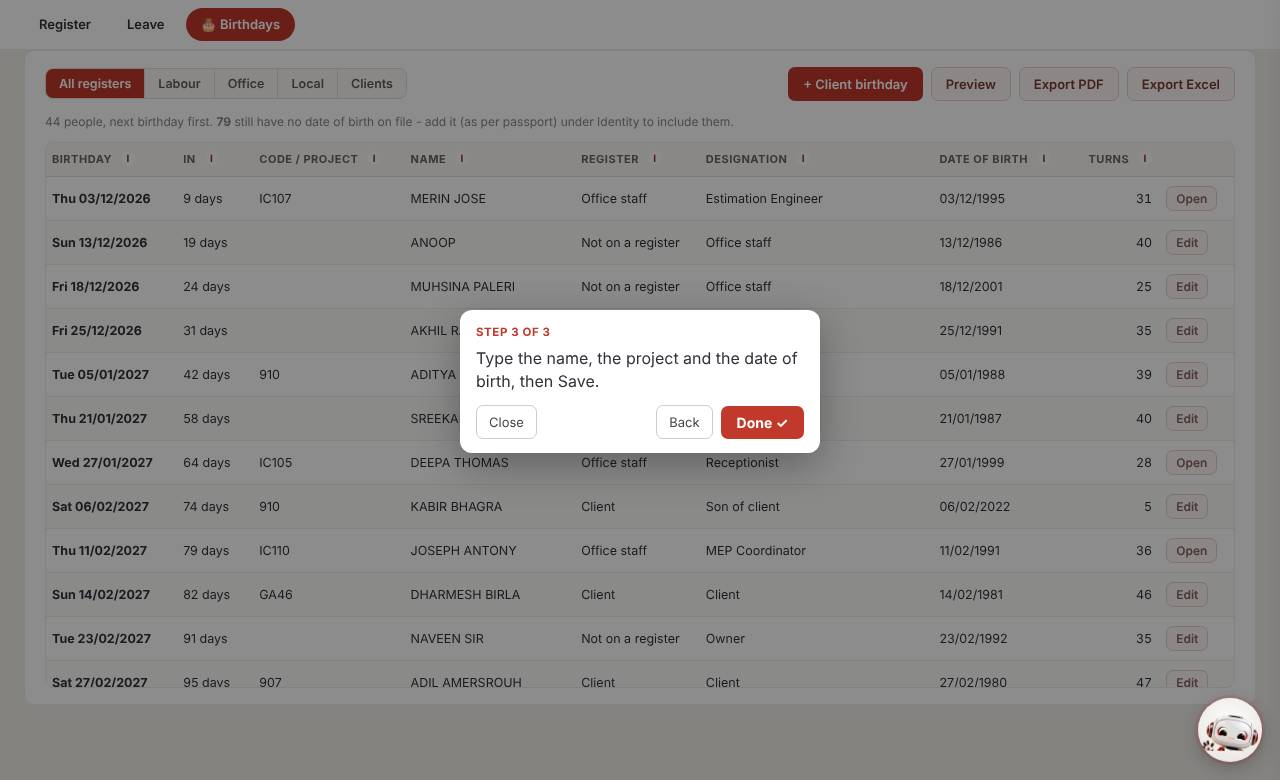 Register Leave 🎂 Birthdays
All registers Labour Office Local Clients + Client birthday Preview Export PDF Export Excel
44 people, next birthday first. 79 still have no date of birth on file - add it (as per passport) under Identity to include them.
BIRTHDAY IN CODE / PROJECT NAME REGISTER DESIGNATION DATE OF BIRTH TURNS
Thu 03/12/2026 9 days IC107 MERIN JOSE Office staff Estimation Engineer 03/12/1995 31 Open
Sun 13/12/2026 19 days ANOOP Not on a register Office staff 13/12/1986 40 Edit
Fri 18/12/2026 24 days MUHSINA PALERI Not on a register Office staff 18/12/2001 25 Edit
Fri 25/12/2026 31 days AKHIL 25/12/1991 35 Edit
Tue 05/01/2027 42 days 910 ADITYA 05/01/1988 39 Edit
Thu 21/01/2027 58 days SREEKA 21/01/1987 40 Edit
Wed 27/01/2027 64 days IC105 DEEPA THOMAS Office staff Receptionist 27/01/1999 28 Open
Sat 06/02/2027 74 days 910 KABIR BHAGRA Client Son of client 06/02/2022 5 Edit
Thu 11/02/2027 79 days IC110 JOSEPH ANTONY Office staff MEP Coordinator 11/02/1991 36 Open
Sun 14/02/2027 82 days GA46 DHARMESH BIRLA Client Client 14/02/1981 46 Edit
Tue 23/02/2027 91 days NAVEEN SIR Not on a register Owner 23/02/1992 35 Edit
Sat 27/02/2027 95 days 907 ADIL AMERSROUH Client Client 27/02/1980 47 Edit
STEP 3 OF 3
Type the name, the project and the date of
birth, then Save.
Close Back Done ✓